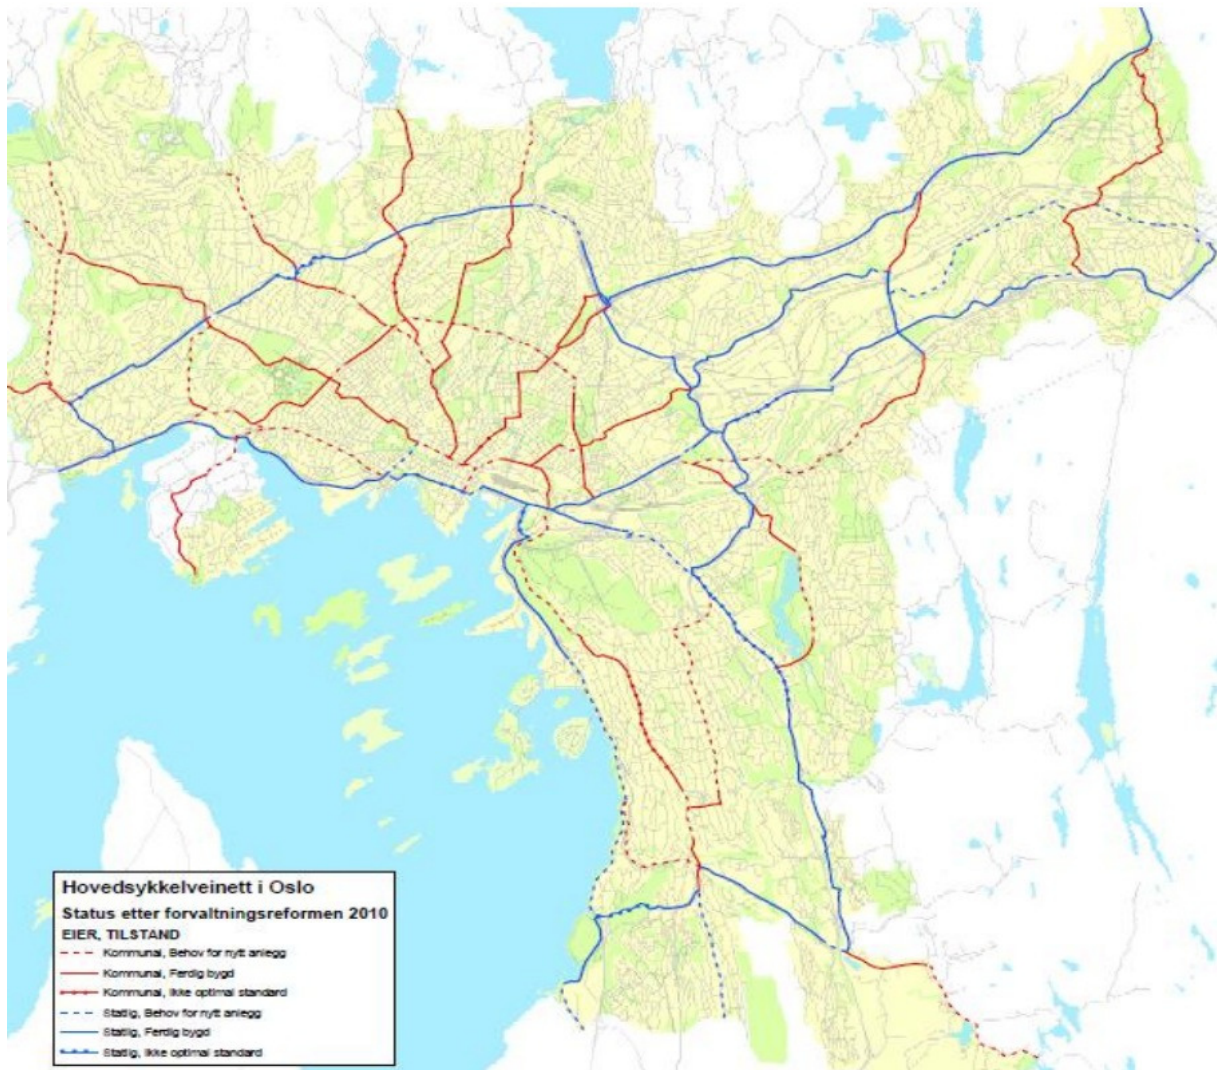 Hovedsykkelveinett i Oslo
Status etter forvaltningsreformen 2010
EIER, TILSTAND
Kommunal, Behov for nytt anlegg
Kommunal, Ferdig bygd
Kommunal, Ikke optimal standard
Statlig, Behov for nytt anlegg
Statlig, Ferdig bygd
Statlig, Ikke optimal standard